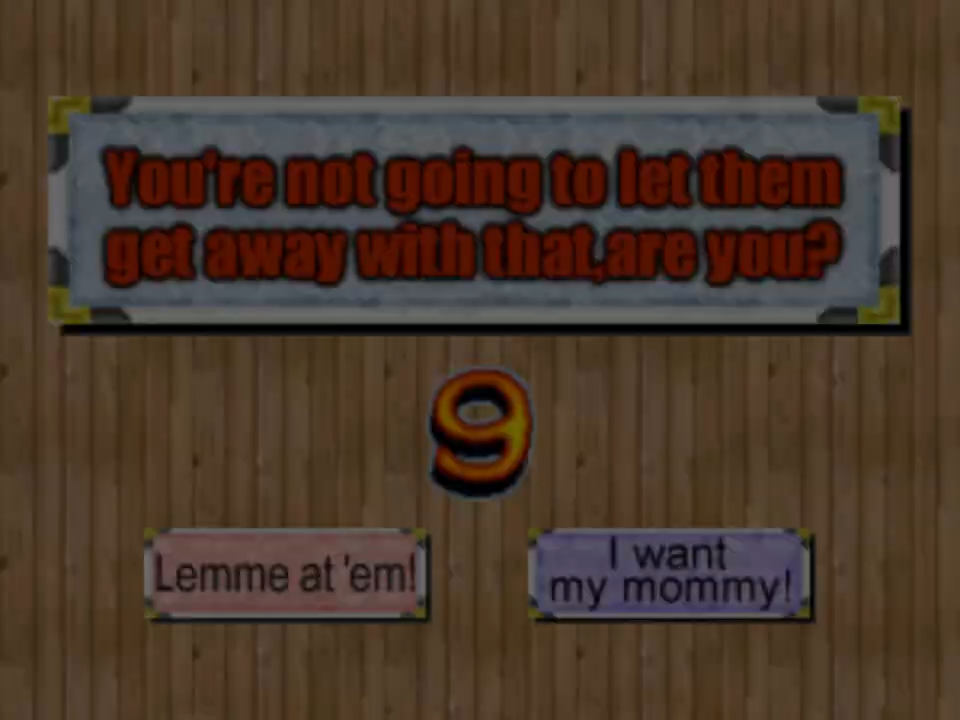 You're not going to let them
get away with that,are you?
9
Lemme at 'em!
I want
my mommy!